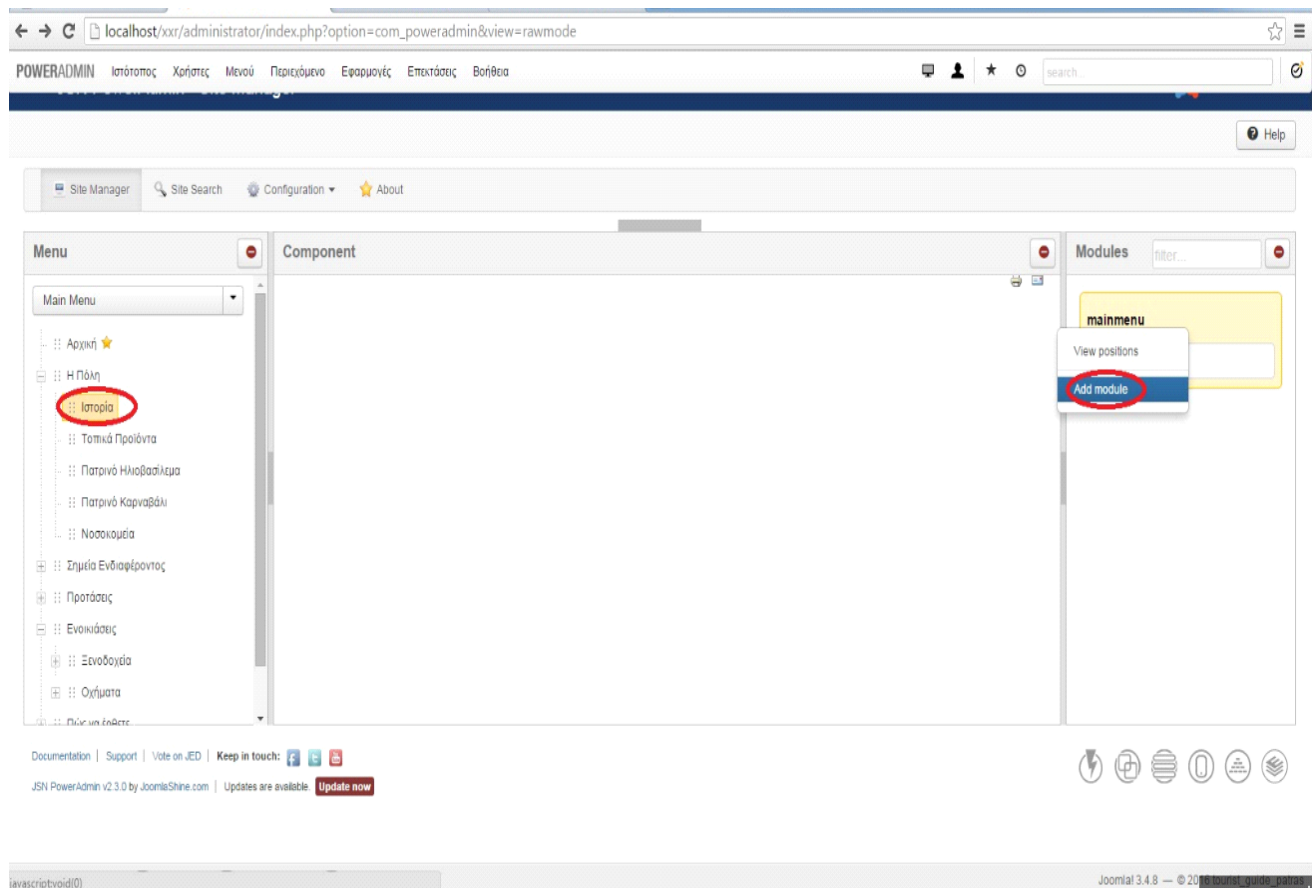 localhost/xxr/administrator/index.php?option=com_poweradmin&view=rawmode
POWERADMIN Ιστότοπος Χρήστες Μενού Περιεχόμενο Εφαρμογές Επεκτάσεις Βοήθεια search...
Help
Site Manager Site Search Configuration About
Menu Component Modules filter...
Main Menu
mainmenu
Αρχική
View positions
Η Πόλη
Add module
Ιστορία
Τοπικά Προϊόντα
Πατρινό Ηλιοβασίλεμα
Πατρινό Καρναβάλι
Νοσοκομεία
Σημεία Ενδιαφέροντος
Προτάσεις
Ενοικιάσεις
Ξενοδοχεία
Οχήματα
Πώς να έρθετε
Documentation | Support | Vote on JED | Keep in touch:
JSN PowerAdmin v2.3.0 by JoomlaShine.com | Updates are available. Update now
javascript:void(0)
Joomla! 3.4.8 — © 2016 tourist_guide_patras